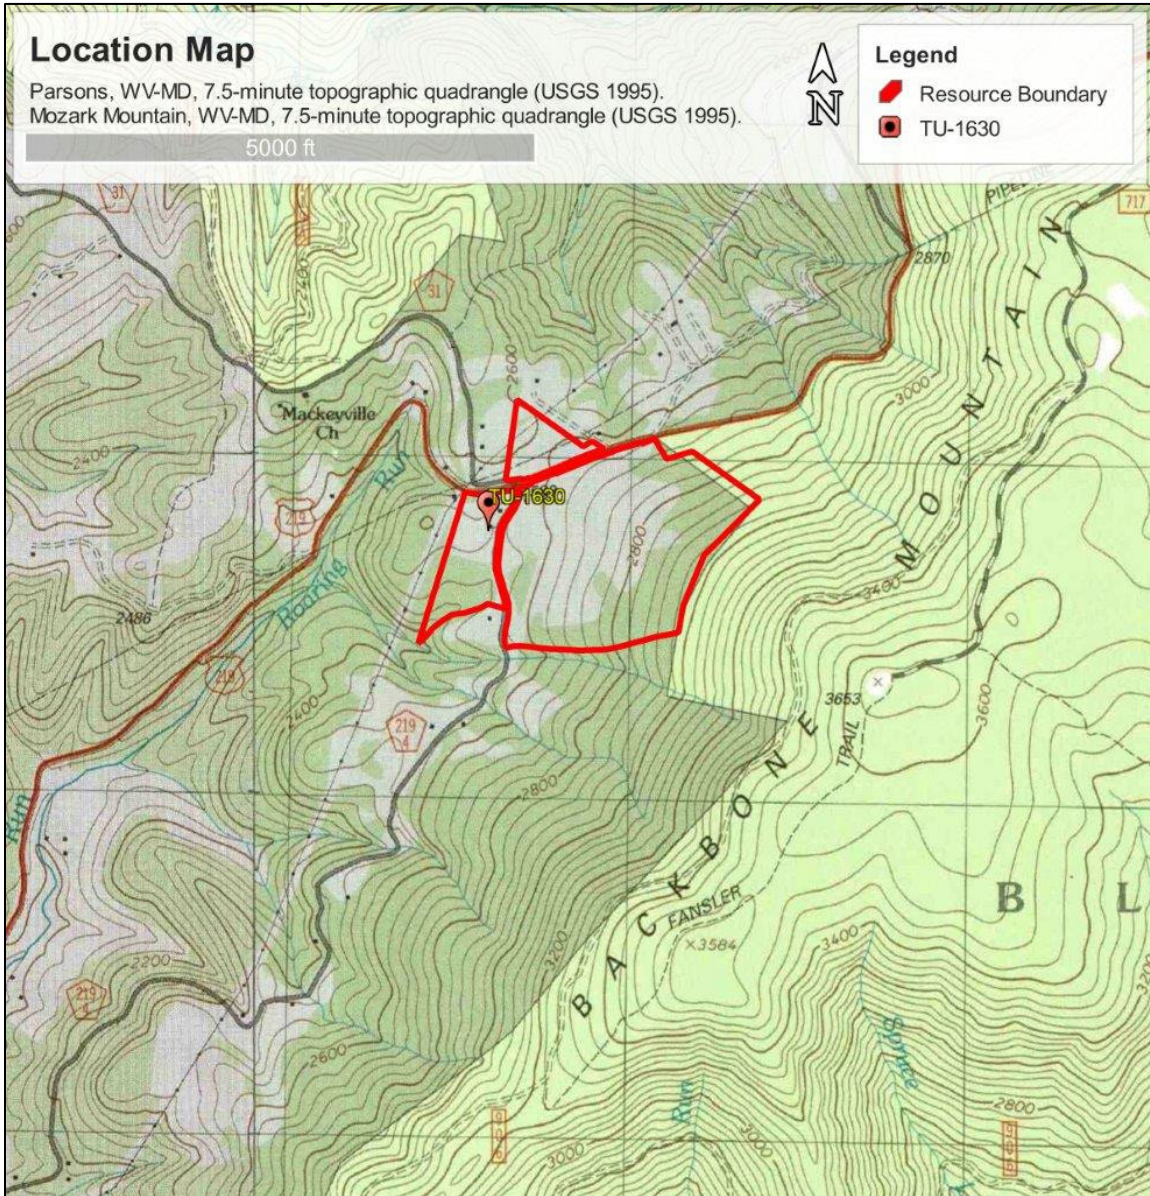 Location Map
Parsons, WV-MD, 7.5-minute topographic quadrangle (USGS 1995).
Mozark Mountain, WV-MD, 7.5-minute topographic quadrangle (USGS 1995).
5000 ft
N
Legend
Resource Boundary
TU-1630
31
2400
PIPELINE
717
2870
31
2600
3000
Mackeyville
Ch
2400
Run
219
TU-1630
2800
MOUNTAIN
3400
Roaring
2486
219
3653
3600
TRAIL
2400
219
4
2800
BACKBONE
Run
FANSLER
B L
×3584
3400
3200
3200
2200
219
2600
Spruce
Run
2800
3000
3000